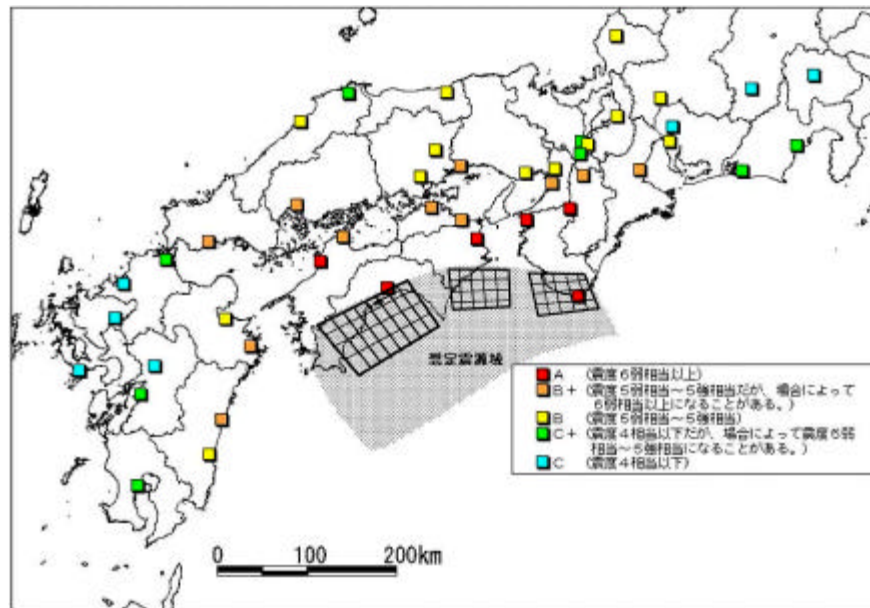 想定震源域
A (震度6弱相当以上)
B+ (震度5弱相当~5強相当だが、場合によって
6弱相当以上になることがある。)
B (震度5弱相当~5強相当)
C+ (震度4相当以下だが、場合によって震度5弱
相当~5強相当になることがある。)
C (震度4相当以下)
0 100 200km